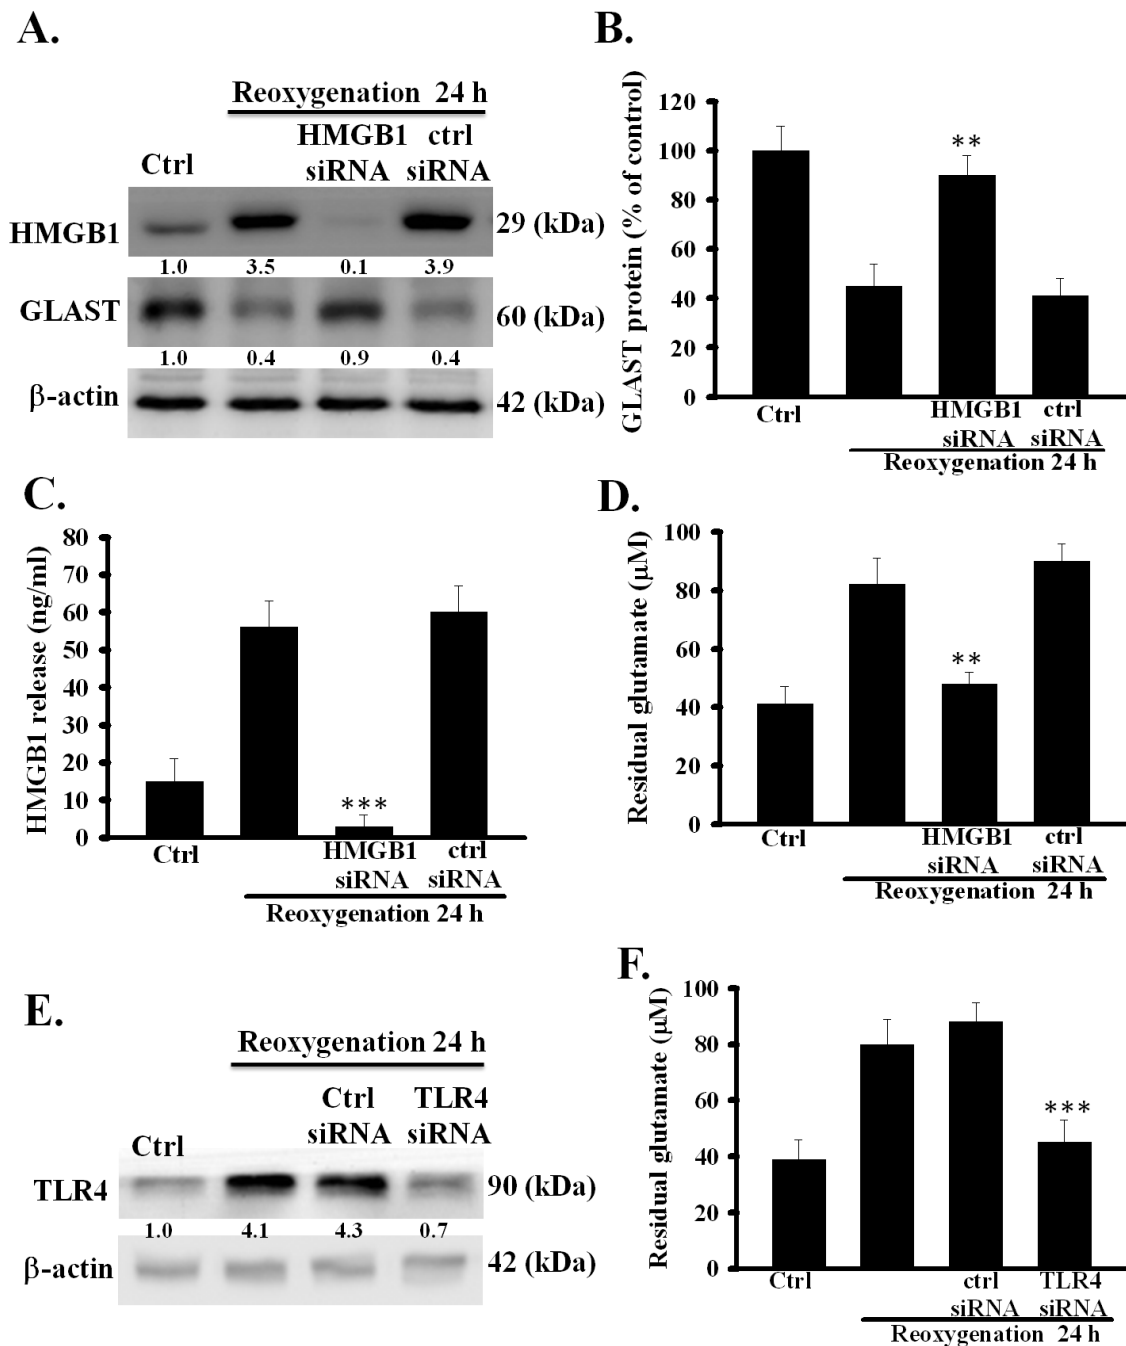 A.
Reoxygenation 24 h
Ctrl
HMGB1 siRNA
ctrl siRNA
HMGB1
29 (kDa)
1.0 3.5 0.1 3.9
GLAST
60 (kDa)
1.0 0.4 0.9 0.4
β-actin
42 (kDa)
B.
GLAST protein (% of control)
120
100
80
60
40
20
0
**
Ctrl
HMGB1 siRNA
ctrl siRNA
Reoxygenation 24 h
C.
HMGB1 release (ng/ml)
80
70
60
50
40
30
20
10
0
***
Ctrl
HMGB1 siRNA
ctrl siRNA
Reoxygenation 24 h
D.
Residual glutamate (μM)
100
80
60
40
20
0
**
Ctrl
HMGB1 siRNA
ctrl siRNA
Reoxygenation 24 h
E.
Reoxygenation 24 h
Ctrl
Ctrl siRNA
TLR4 siRNA
TLR4
90 (kDa)
1.0 4.1 4.3 0.7
β-actin
42 (kDa)
F.
Residual glutamate (μM)
100
80
60
40
20
0
***
Ctrl
ctrl siRNA
TLR4 siRNA
Reoxygenation 24 h